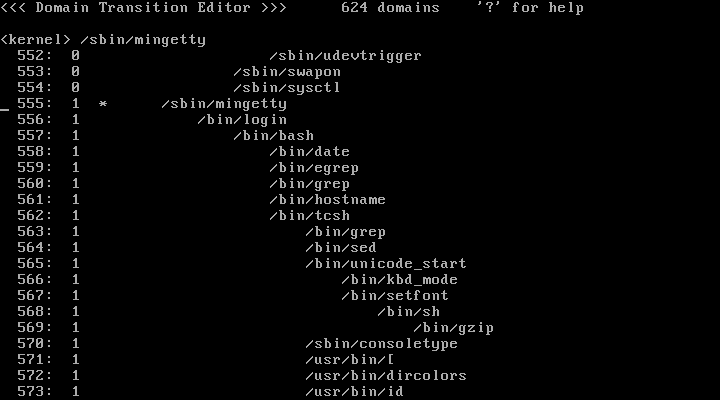 <<< Domain Transition Editor >>>      624 domains    '?' for help
<kernel> /sbin/mingetty
  552:  0                     /sbin/udevtrigger
  553:  0                 /sbin/swapon
  554:  0                 /sbin/sysctl
_ 555:  1  *      /sbin/mingetty
  556:  1             /bin/login
  557:  1                 /bin/bash
  558:  1                     /bin/date
  559:  1                     /bin/egrep
  560:  1                     /bin/grep
  561:  1                     /bin/hostname
  562:  1                     /bin/tcsh
  563:  1                         /bin/grep
  564:  1                         /bin/sed
  565:  1                         /bin/unicode_start
  566:  1                             /bin/kbd_mode
  567:  1                             /bin/setfont
  568:  1                                 /bin/sh
  569:  1                                     /bin/gzip
  570:  1                         /sbin/consoletype
  571:  1                         /usr/bin/[
  572:  1                         /usr/bin/dircolors
  573:  1                         /usr/bin/id